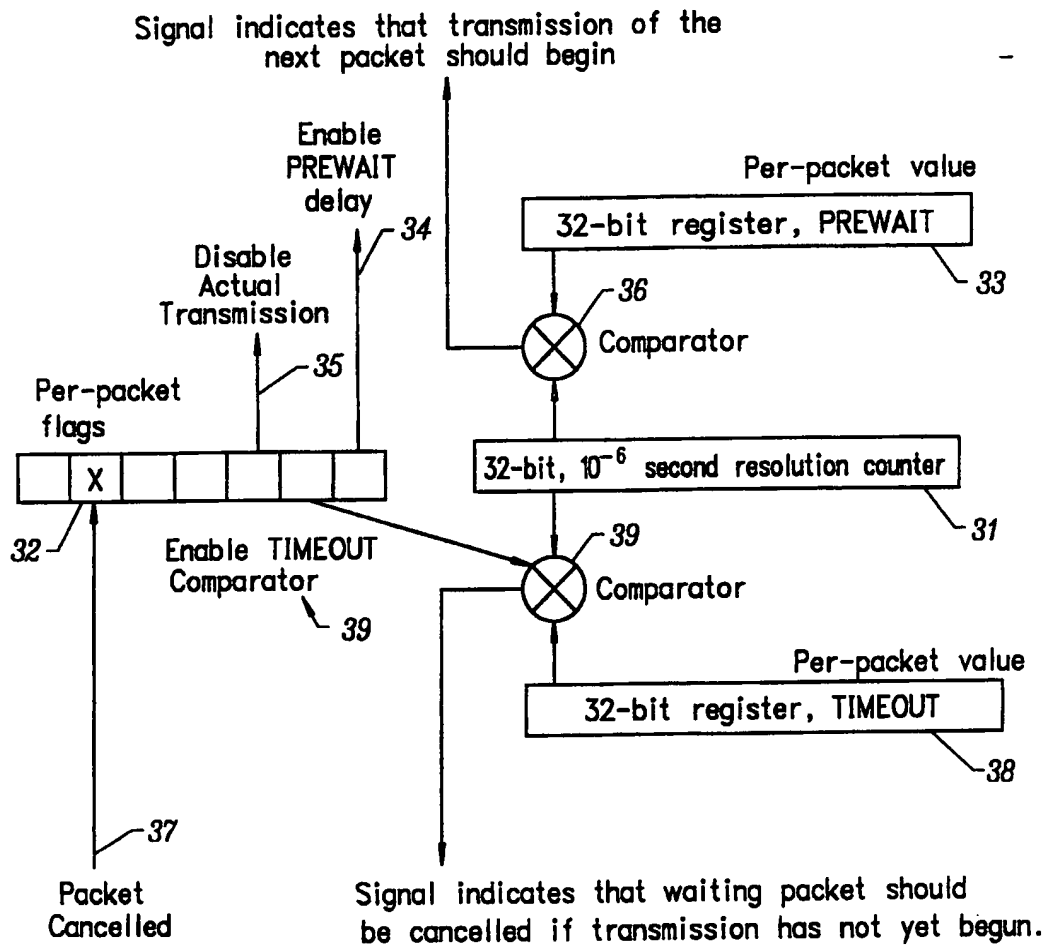 Signal indicates that transmission of the
next packet should begin
Enable
PREWAIT
delay
34
Per-packet value
32-bit register, PREWAIT
33
Disable
Actual
Transmission
35
36
Comparator
Per-packet
flags
X
32
32-bit, 10⁻⁶ second resolution counter
31
Enable TIMEOUT
Comparator
39
39
Comparator
Per-packet value
32-bit register, TIMEOUT
38
37
Packet
Cancelled
Signal indicates that waiting packet should
be cancelled if transmission has not yet begun.